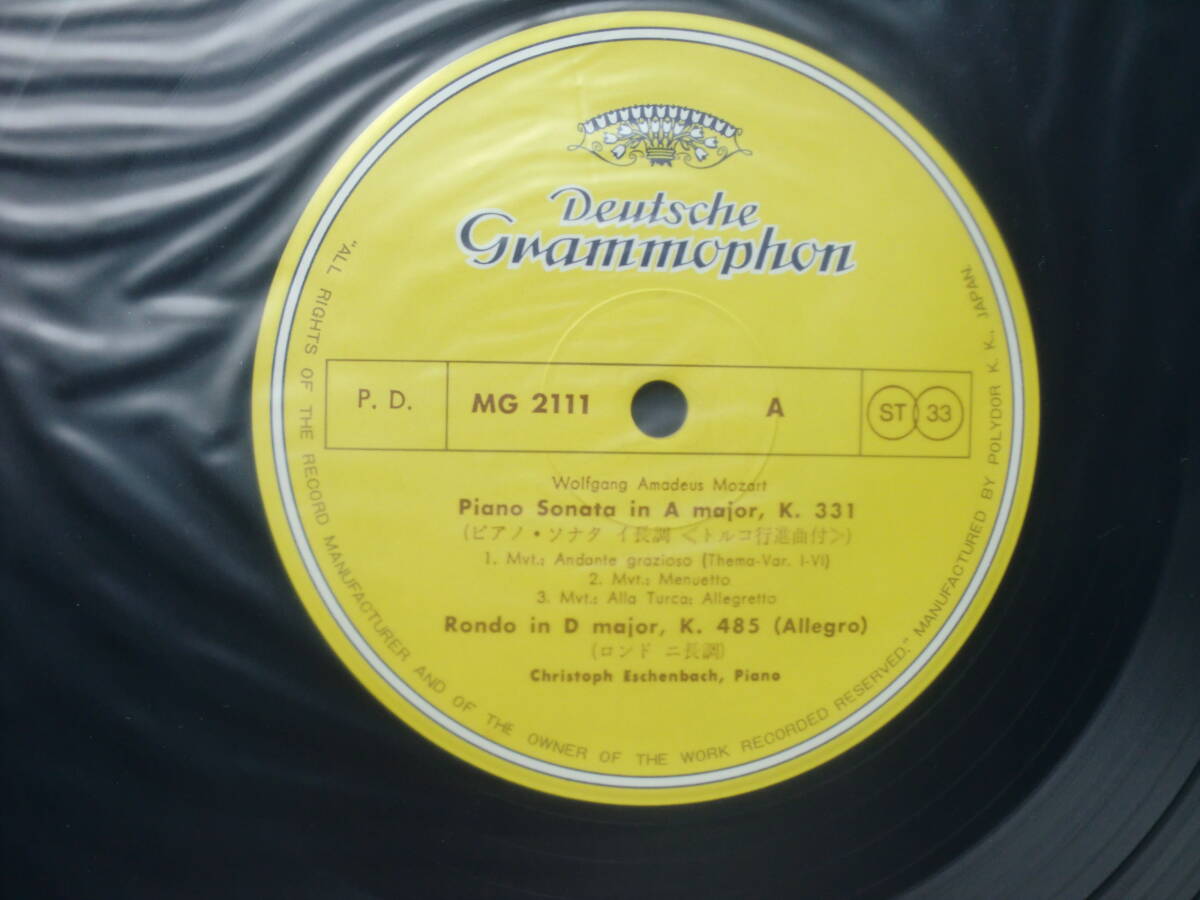 Deutsche
Grammophon
P. D.
MG 2111
A
ST 33
Wolfgang Amadeus Mozart
Piano Sonata in A major, K. 331
(ピアノ・ソナタ イ長調 <トルコ行進曲付>)
1. Mvt.: Andante grazioso (Thema-Var. I-VI)
2. Mvt.: Menuetto
3. Mvt.: Alla Turca: Allegretto
Rondo in D major, K. 485 (Allegro)
(ロンド ニ長調)
Christoph Eschenbach, Piano
"ALL RIGHTS OF THE RECORD MANUFACTURER AND OF THE OWNER OF THE WORK RECORDED RESERVED." MANUFACTURED BY POLYDOR K. K., JAPAN.